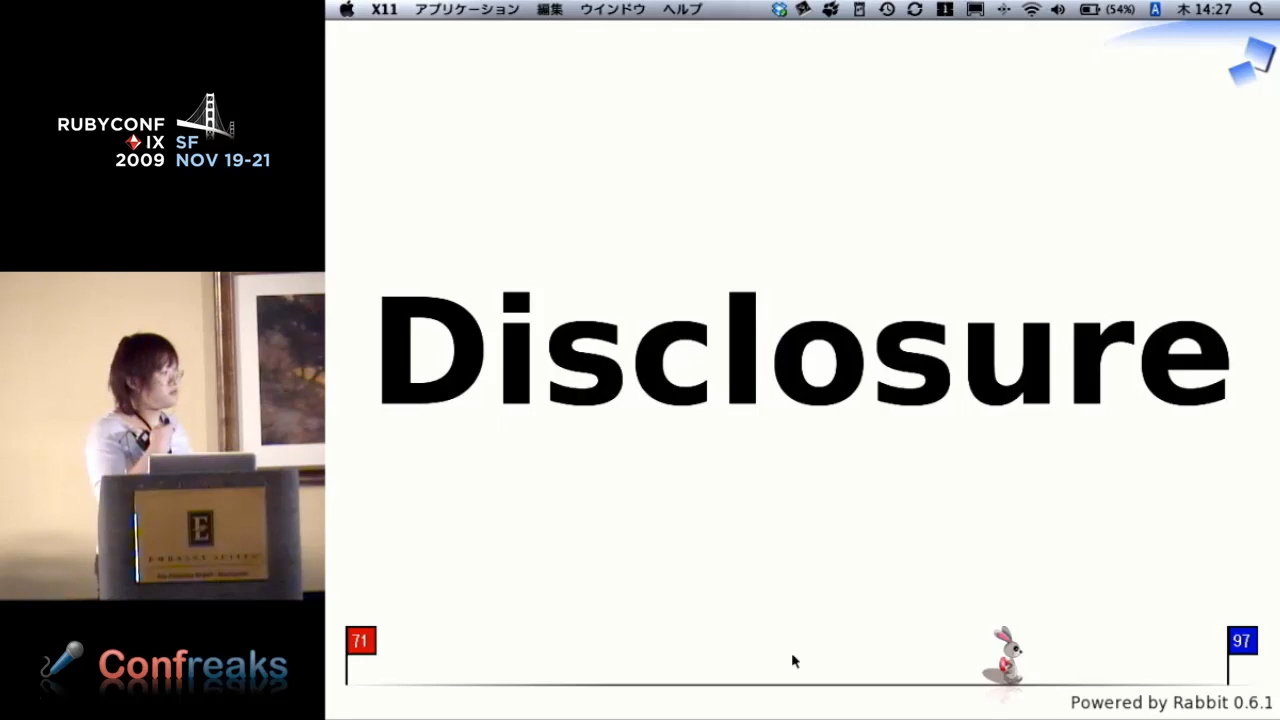 X11 アプリケーション 編集 ウインドウ ヘルプ (54%) A 木 14:27
RUBYCONF
IX SF
2009 NOV 19-21
Disclosure
E
EMBASSY SUITES
71
97
Confreaks
Powered by Rabbit 0.6.1